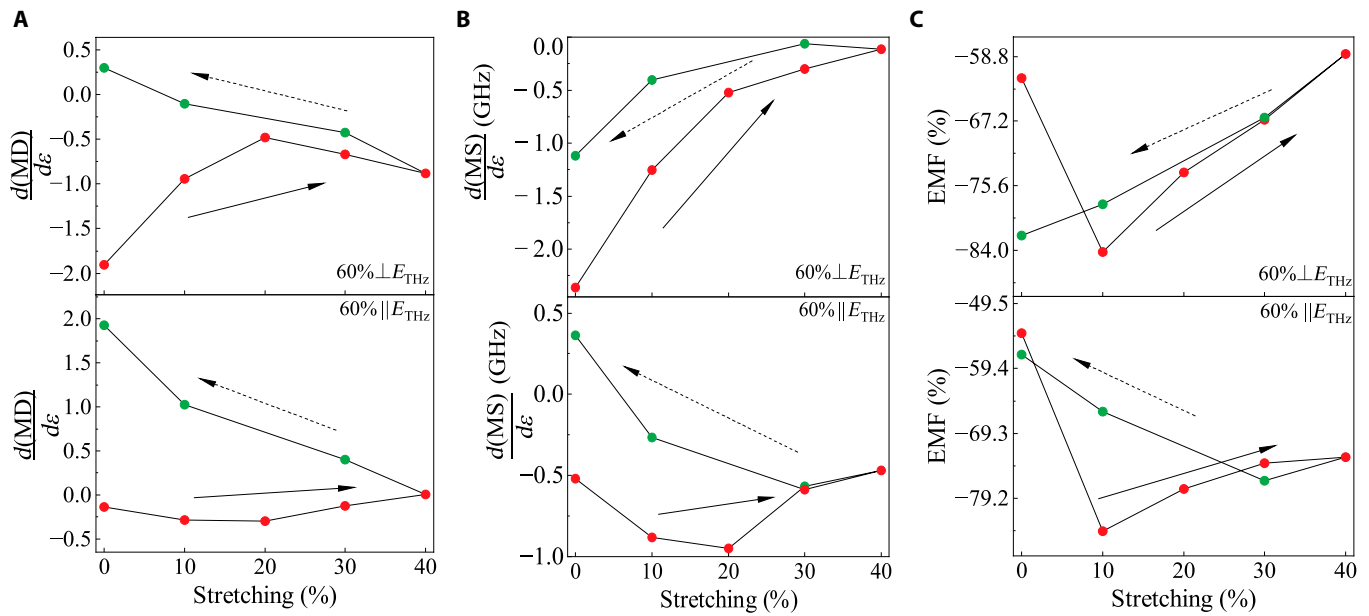 A
B
C
d(MD)
dε
0.5
0.0
−0.5
−1.0
−1.5
−2.0
60%⊥E_THz
d(MS) (GHz)
dε
0.0
−0.5
−1.0
−1.5
−2.0
60%⊥E_THz
EMF (%)
−58.8
−67.2
−75.6
−84.0
60%⊥E_THz
d(MD)
dε
2.0
1.5
1.0
0.5
0.0
−0.5
60%||E_THz
0 10 20 30 40
Stretching (%)
d(MS) (GHz)
dε
0.5
0.0
−0.5
−1.0
60%||E_THz
0 10 20 30 40
Stretching (%)
EMF (%)
−49.5
−59.4
−69.3
−79.2
60%||E_THz
0 10 20 30 40
Stretching (%)